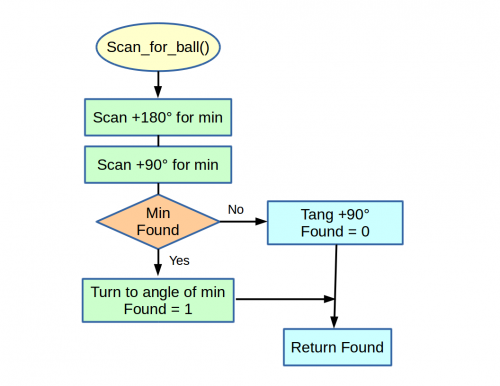 Scan_for_ball()
Scan +180° for min
Scan +90° for min
Min
Found
No
Tang +90°
Found = 0
Yes
Turn to angle of min
Found = 1
Return Found